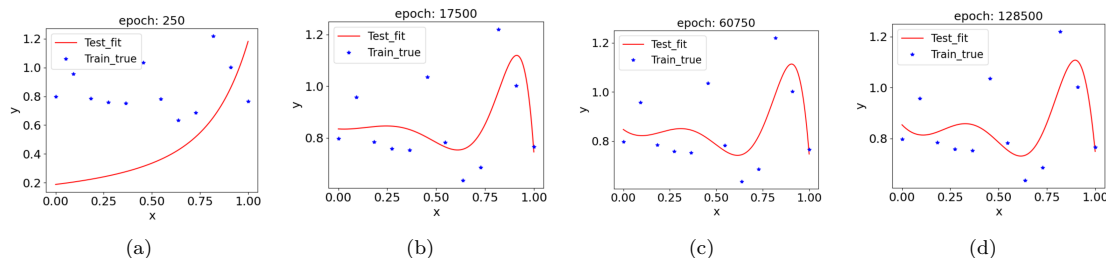 epoch: 250
Test_fit
Train_true
1.2
1.0
0.8
0.6
0.4
0.2
y
0.00 0.25 0.50 0.75 1.00
x
(a)
epoch: 17500
Test_fit
Train_true
1.2
1.0
0.8
y
0.00 0.25 0.50 0.75 1.00
x
(b)
epoch: 60750
Test_fit
Train_true
1.2
1.0
0.8
y
0.00 0.25 0.50 0.75 1.00
x
(c)
epoch: 128500
Test_fit
Train_true
1.2
1.0
0.8
y
0.00 0.25 0.50 0.75 1.00
x
(d)